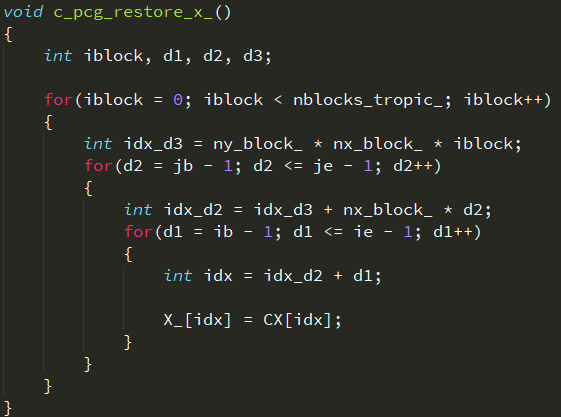 void c_pcg_restore_x_()
{
    int iblock, d1, d2, d3;

    for(iblock = 0; iblock < nblocks_tropic_; iblock++)
    {
        int idx_d3 = ny_block_ * nx_block_ * iblock;
        for(d2 = jb - 1; d2 <= je - 1; d2++)
        {
            int idx_d2 = idx_d3 + nx_block_ * d2;
            for(d1 = ib - 1; d1 <= ie - 1; d1++)
            {
                int idx = idx_d2 + d1;

                X_[idx] = CX[idx];
            }
        }
    }
}